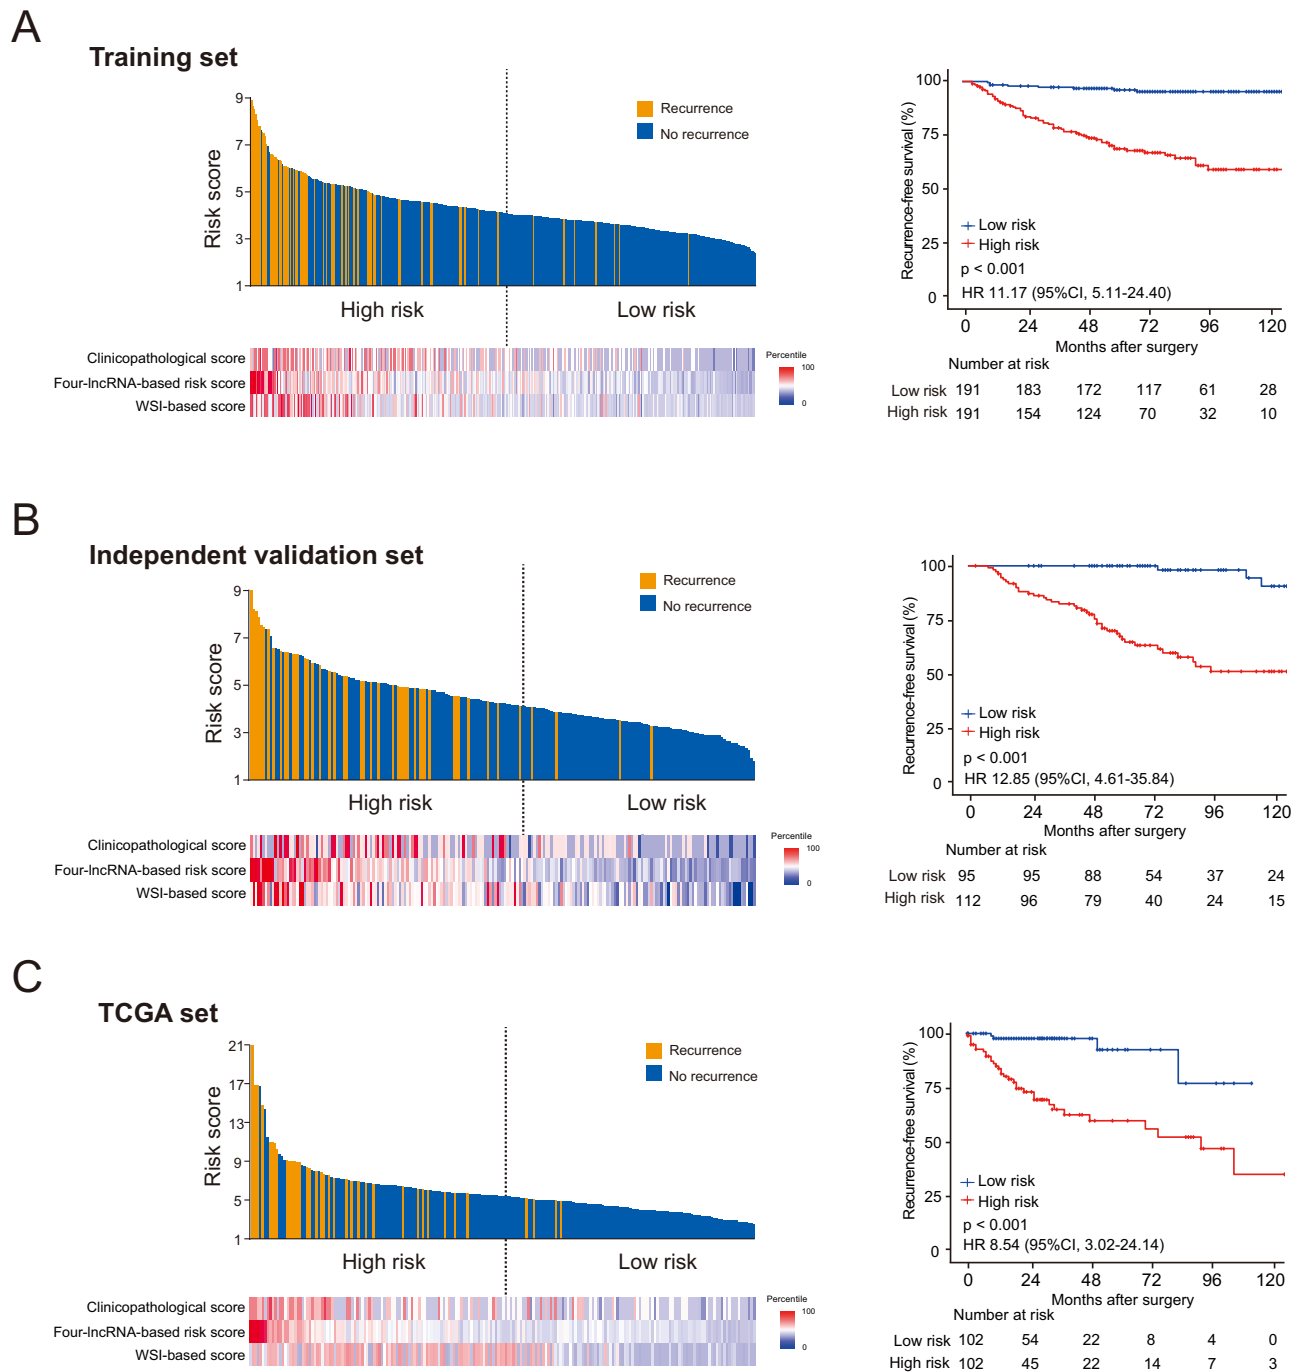 A
Training set
9
7
5
3
1
Risk score
Recurrence
No recurrence
High risk
Low risk
Clinicopathological score
Four-lncRNA-based risk score
WSI-based score
Percentile
100
0
Recurrence-free survival (%)
100
75
50
25
0
Low risk
High risk
p < 0.001
HR 11.17 (95%CI, 5.11-24.40)
0 24 48 72 96 120
Months after surgery
Number at risk
Low risk 191 183 172 117 61 28
High risk 191 154 124 70 32 10
B
Independent validation set
9
7
5
3
1
Risk score
Recurrence
No recurrence
High risk
Low risk
Clinicopathological score
Four-lncRNA-based risk score
WSI-based score
Percentile
100
0
Recurrence-free survival (%)
100
75
50
25
0
Low risk
High risk
p < 0.001
HR 12.85 (95%CI, 4.61-35.84)
0 24 48 72 96 120
Months after surgery
Number at risk
Low risk 95 95 88 54 37 24
High risk 112 96 79 40 24 15
C
TCGA set
21
17
13
9
5
1
Risk score
Recurrence
No recurrence
High risk
Low risk
Clinicopathological score
Four-lncRNA-based risk score
WSI-based score
Percentile
100
0
Recurrence-free survival (%)
100
75
50
25
0
Low risk
High risk
p < 0.001
HR 8.54 (95%CI, 3.02-24.14)
0 24 48 72 96 120
Months after surgery
Number at risk
Low risk 102 54 22 8 4 0
High risk 102 45 22 14 7 3